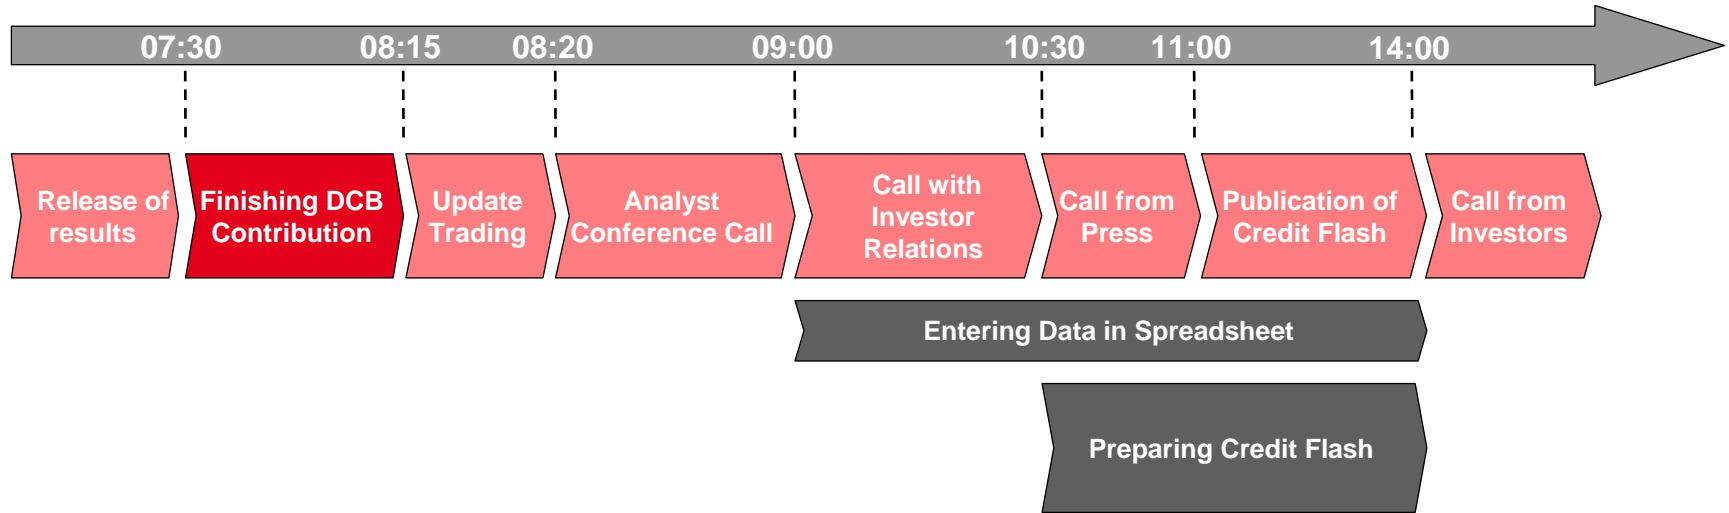 07:30 08:15 08:20 09:00 10:30 11:00 14:00
Release of
results
Finishing DCB
Contribution
Update
Trading
Analyst
Conference Call
Call with
Investor
Relations
Call from
Press
Publication of
Credit Flash
Call from
Investors
Entering Data in Spreadsheet
Preparing Credit Flash